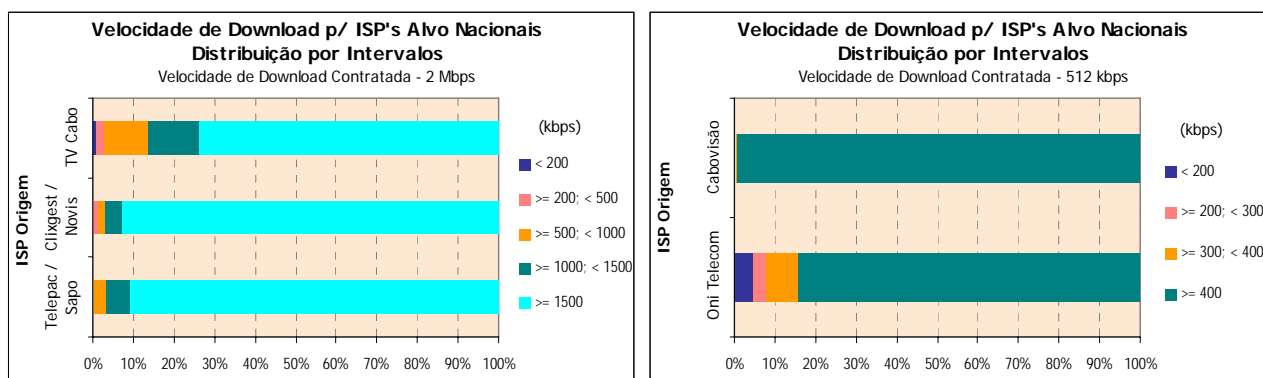 Velocidade de Download p/ ISP's Alvo Nacionais
Distribuição por Intervalos
Velocidade de Download Contratada - 2 Mbps
ISP Origem
TV Cabo
Clixgest /
Novis
Telepac /
Sapo
0% 10% 20% 30% 40% 50% 60% 70% 80% 90% 100%
(kbps)
< 200
>= 200; < 500
>= 500; < 1000
>= 1000; < 1500
>= 1500
Velocidade de Download p/ ISP's Alvo Nacionais
Distribuição por Intervalos
Velocidade de Download Contratada - 512 kbps
ISP Origem
Cabovisão
Oni Telecom
0% 10% 20% 30% 40% 50% 60% 70% 80% 90% 100%
(kbps)
< 200
>= 200; < 300
>= 300; < 400
>= 400